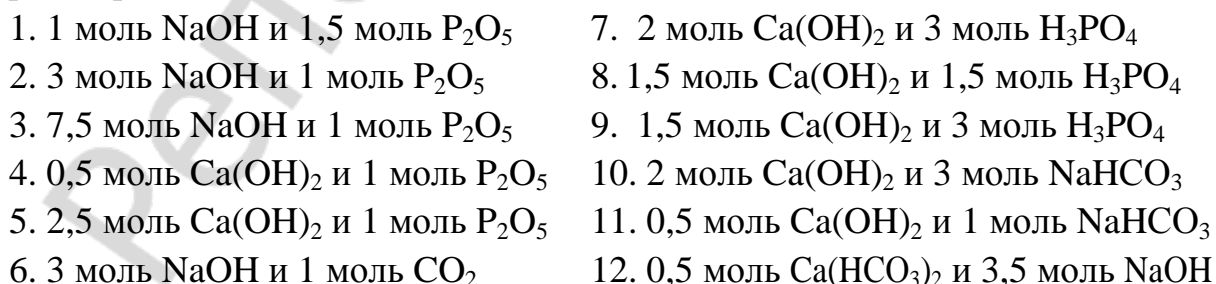 1. 1 моль NaOH и 1,5 моль P₂O₅
2. 3 моль NaOH и 1 моль P₂O₅
3. 7,5 моль NaOH и 1 моль P₂O₅
4. 0,5 моль Ca(OH)₂ и 1 моль P₂O₅
5. 2,5 моль Ca(OH)₂ и 1 моль P₂O₅
6. 3 моль NaOH и 1 моль CO₂
7. 2 моль Ca(OH)₂ и 3 моль H₃PO₄
8. 1,5 моль Ca(OH)₂ и 1,5 моль H₃PO₄
9. 1,5 моль Ca(OH)₂ и 3 моль H₃PO₄
10. 2 моль Ca(OH)₂ и 3 моль NaHCO₃
11. 0,5 моль Ca(OH)₂ и 1 моль NaHCO₃
12. 0,5 моль Ca(HCO₃)₂ и 3,5 моль NaOH